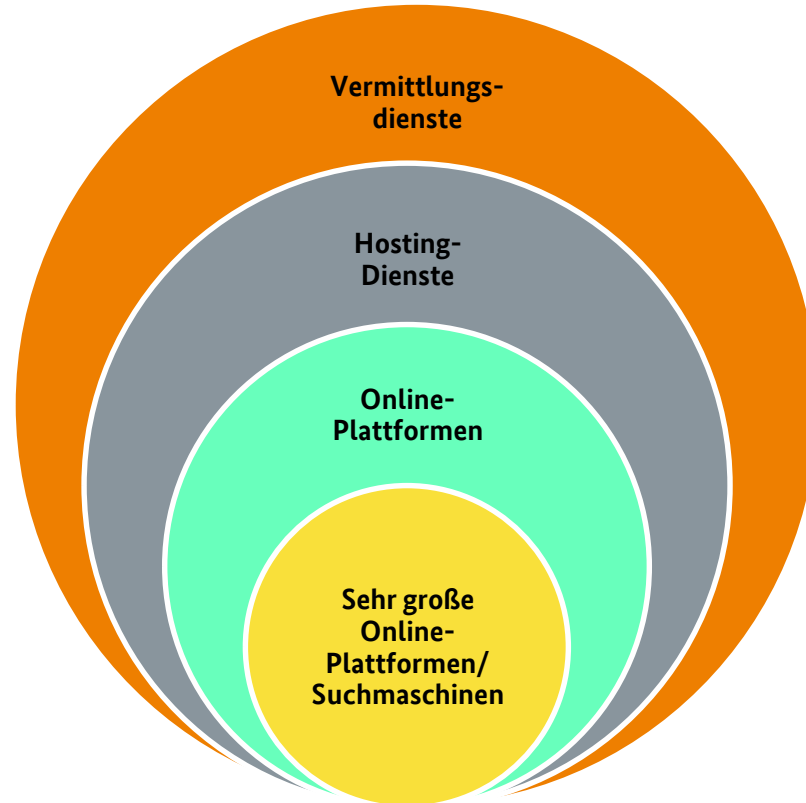 Vermittlungs-
dienste
Hosting-
Dienste
Online-
Plattformen
Sehr große
Online-
Plattformen/
Suchmaschinen